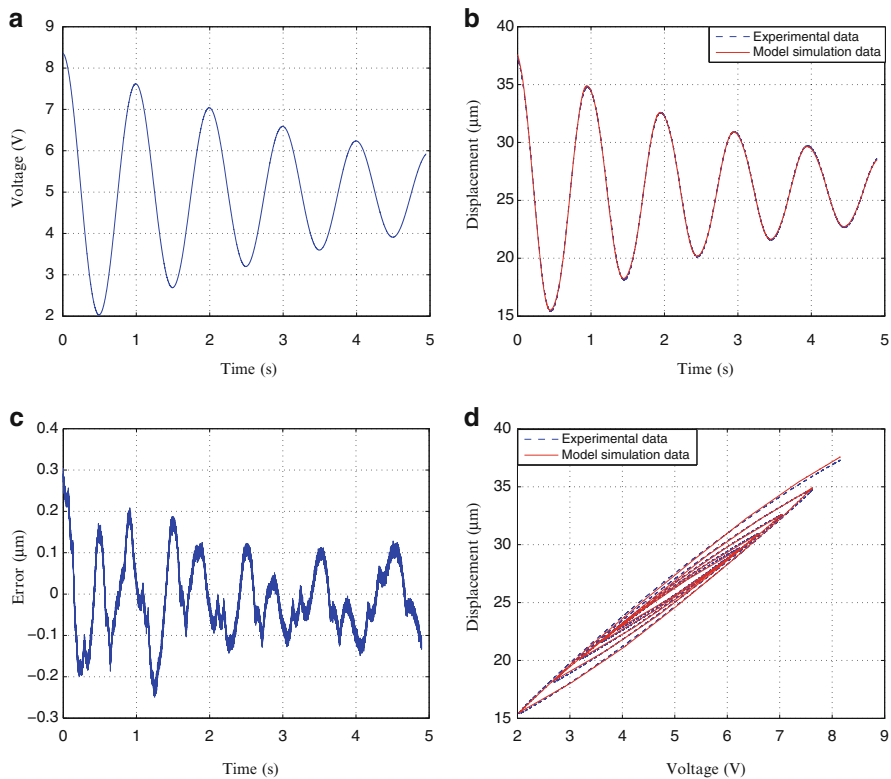 a
9
8
7
6
5
4
3
2
Voltage (V)
0 1 2 3 4 5
Time (s)
b
40
35
30
25
20
15
Displacement (μm)
Experimental data
Model simulation data
0 1 2 3 4 5
Time (s)
c
0.4
0.3
0.2
0.1
0
−0.1
−0.2
−0.3
Error (μm)
0 1 2 3 4 5
Time (s)
d
40
35
30
25
20
15
Displacement (μm)
Experimental data
Model simulation data
2 3 4 5 6 7 8 9
Voltage (V)